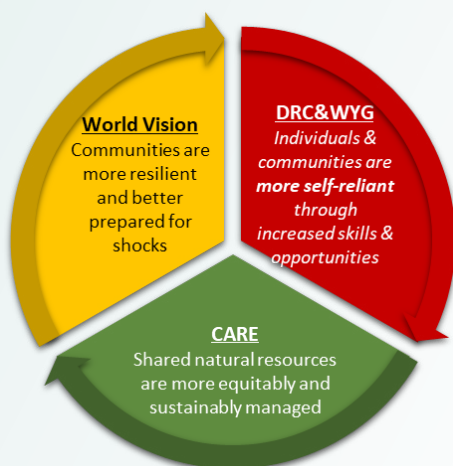 World Vision
Communities are
more resilient
and better
prepared for
shocks
DRC&WYG
Individuals &
communities are
more self-reliant
through
increased skills &
opportunities
CARE
Shared natural resources
are more equitably and
sustainably managed